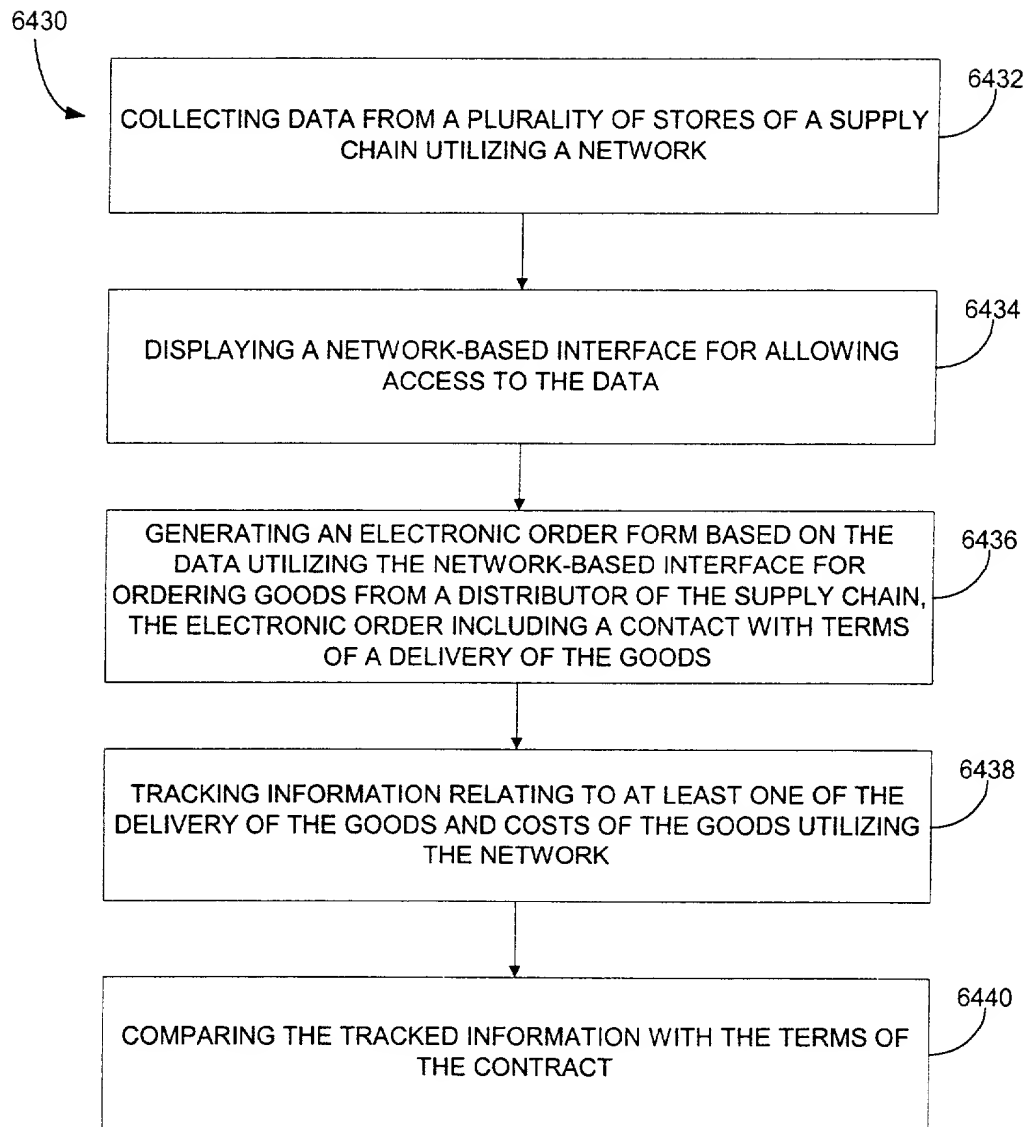 6430
6432
COLLECTING DATA FROM A PLURALITY OF STORES OF A SUPPLY
CHAIN UTILIZING A NETWORK
6434
DISPLAYING A NETWORK-BASED INTERFACE FOR ALLOWING
ACCESS TO THE DATA
6436
GENERATING AN ELECTRONIC ORDER FORM BASED ON THE
DATA UTILIZING THE NETWORK-BASED INTERFACE FOR
ORDERING GOODS FROM A DISTRIBUTOR OF THE SUPPLY CHAIN,
THE ELECTRONIC ORDER INCLUDING A CONTACT WITH TERMS
OF A DELIVERY OF THE GOODS
6438
TRACKING INFORMATION RELATING TO AT LEAST ONE OF THE
DELIVERY OF THE GOODS AND COSTS OF THE GOODS UTILIZING
THE NETWORK
6440
COMPARING THE TRACKED INFORMATION WITH THE TERMS OF
THE CONTRACT